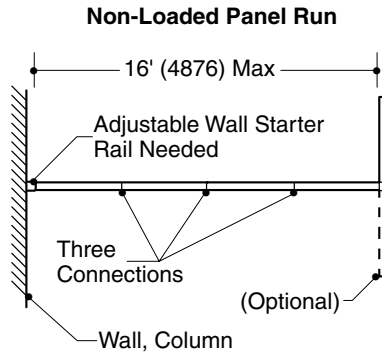 Non-Loaded Panel Run
16' (4876) Max
Adjustable Wall Starter
Rail Needed
Three
Connections
(Optional)
Wall, Column